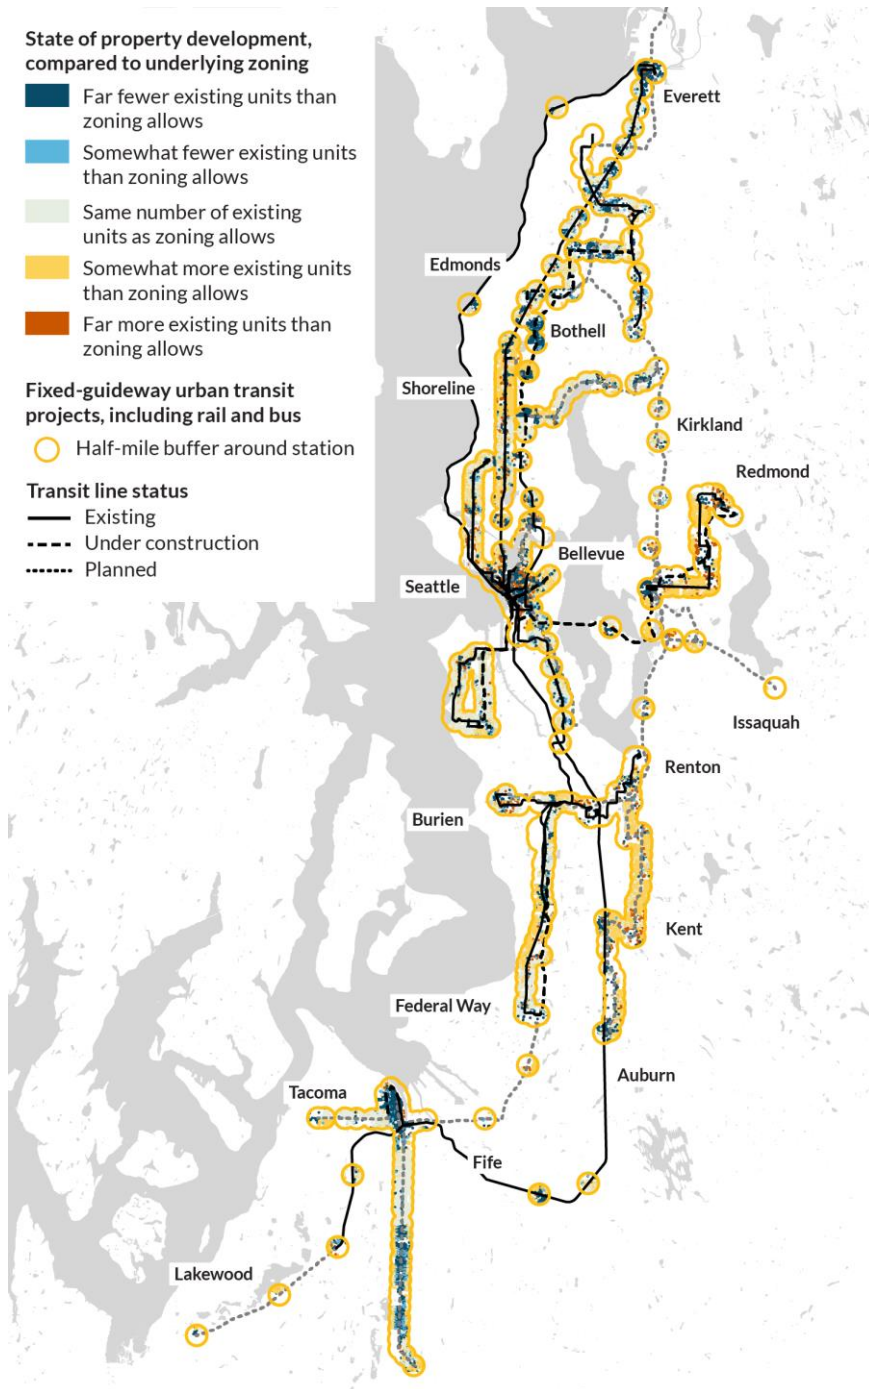 State of property development,
compared to underlying zoning
Far fewer existing units than
zoning allows
Somewhat fewer existing units
than zoning allows
Same number of existing
units as zoning allows
Somewhat more existing units
than zoning allows
Far more existing units than
zoning allows
Fixed-guideway urban transit
projects, including rail and bus
Half-mile buffer around station
Transit line status
Existing
Under construction
Planned
Everett
Edmonds
Bothell
Shoreline
Kirkland
Redmond
Bellevue
Seattle
Issaquah
Renton
Burien
Kent
Federal Way
Auburn
Tacoma
Fife
Lakewood